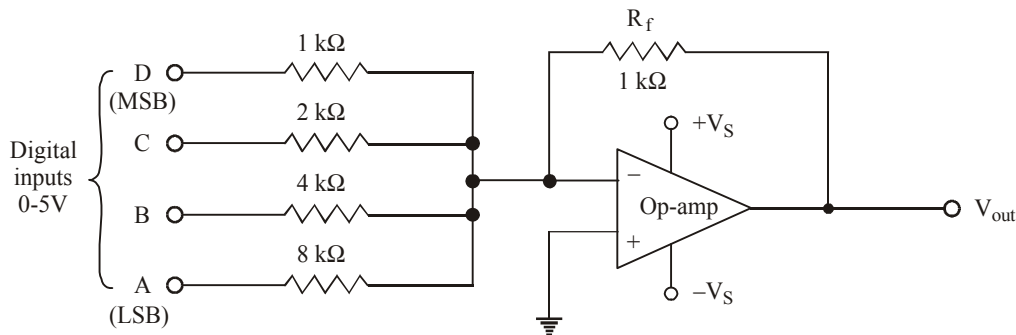 R_f
1 kΩ
1 kΩ
D
(MSB)
2 kΩ
+V_S
C
Digital
inputs
0-5V
4 kΩ
−
Op-amp
B
V_out
8 kΩ
+
A
(LSB)
–V_S